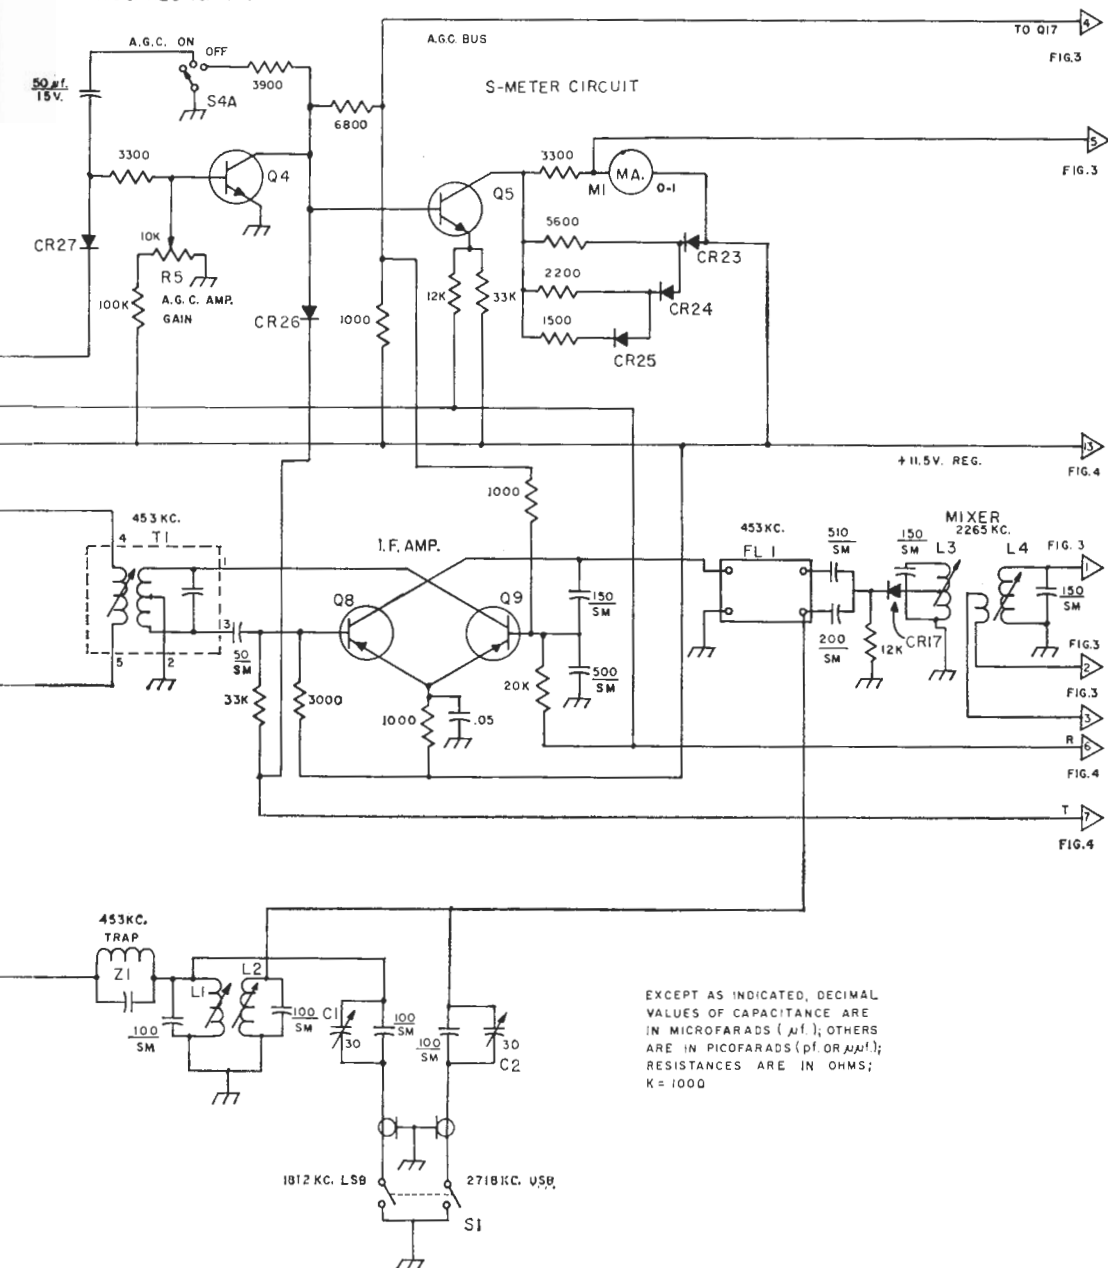 A.G.C. ON
OFF
50 µf.
15V.
S4A
3900
6800
A.G.C. BUS
TO Q17
4
FIG.3
S-METER CIRCUIT
3300
Q4
10K
R5
A.G.C. AMP.
GAIN
CR27
100K
CR26
1000
Q5
12K
33K
3300
M1
MA.
0-1
5
FIG.3
5600
CR23
2200
CR24
1500
CR25
+11.5V. REG.
13
FIG.4
453 KC.
T1
4
1
3
5
2
50
SM
33K
3000
I.F. AMP.
Q8
Q9
1000
1000
.05
20K
150
SM
500
SM
453KC.
FL 1
510
SM
200
SM
12K
CR17
150
SM
L3
MIXER
2265 KC.
L4
150
SM
FIG. 3
1
FIG.3
2
FIG.3
3
R
6
FIG.4
T
7
FIG.4
453KC.
TRAP
Z1
L1
L2
100
SM
100
SM
C1
30
100
SM
100
SM
30
C2
1812 KC. LSB
2718 KC. USB
S1
EXCEPT AS INDICATED, DECIMAL
VALUES OF CAPACITANCE ARE
IN MICROFARADS ( µf.); OTHERS
ARE IN PICOFARADS (pf. OR µµf.);
RESISTANCES ARE IN OHMS;
K = 1000